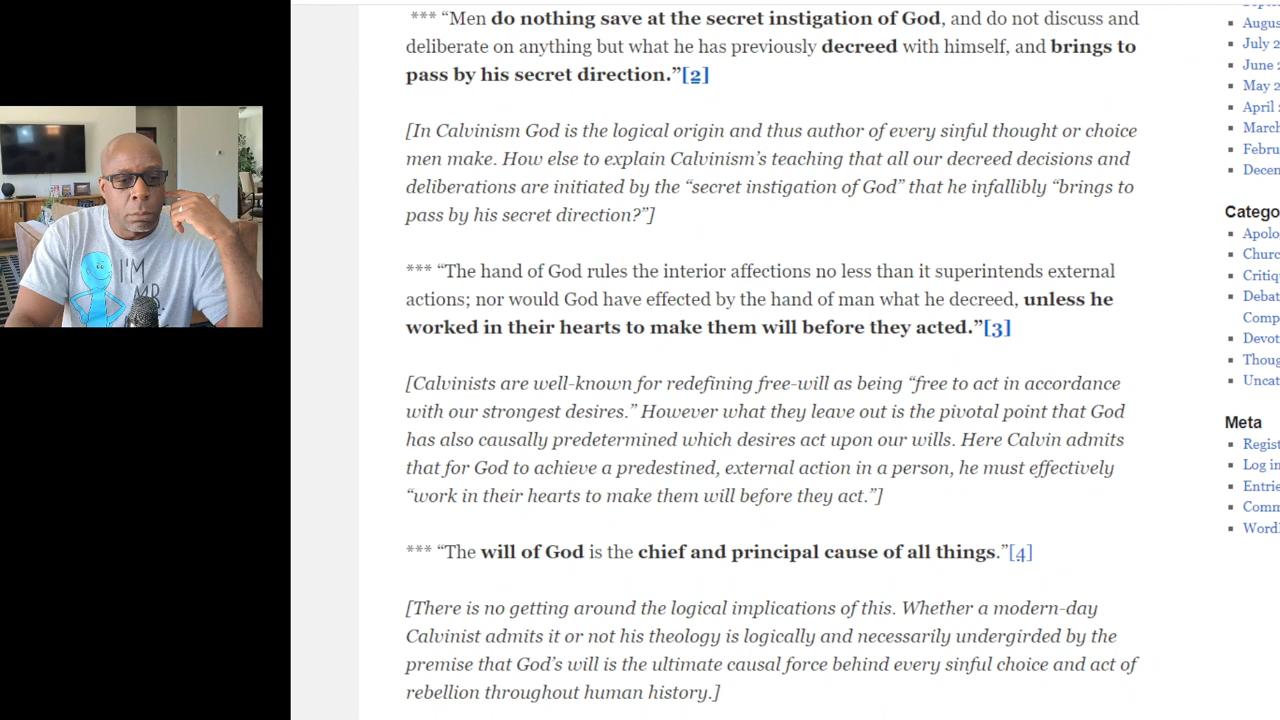 *** “Men do nothing save at the secret instigation of God, and do not discuss and
deliberate on anything but what he has previously decreed with himself, and brings to
pass by his secret direction.”[2]
[In Calvinism God is the logical origin and thus author of every sinful thought or choice
men make. How else to explain Calvinism’s teaching that all our decreed decisions and
deliberations are initiated by the “secret instigation of God” that he infallibly “brings to
pass by his secret direction?”]
*** “The hand of God rules the interior affections no less than it superintends external
actions; nor would God have effected by the hand of man what he decreed, unless he
worked in their hearts to make them will before they acted.”[3]
[Calvinists are well-known for redefining free-will as being “free to act in accordance
with our strongest desires.” However what they leave out is the pivotal point that God
has also causally predetermined which desires act upon our wills. Here Calvin admits
that for God to achieve a predestined, external action in a person, he must effectively
“work in their hearts to make them will before they act.”]
*** “The will of God is the chief and principal cause of all things.”[4]
[There is no getting around the logical implications of this. Whether a modern-day
Calvinist admits it or not his theology is logically and necessarily undergirded by the
premise that God’s will is the ultimate causal force behind every sinful choice and act of
rebellion throughout human history.]
Augus
July 2
June 2
May 2
April 2
March
Febru
Decen
Catego
Apolo
Churc
Critiq
Debat
Comp
Devot
Thoug
Uncat
Meta
Regist
Log in
Entrie
Comm
WordI
I'M
MR.